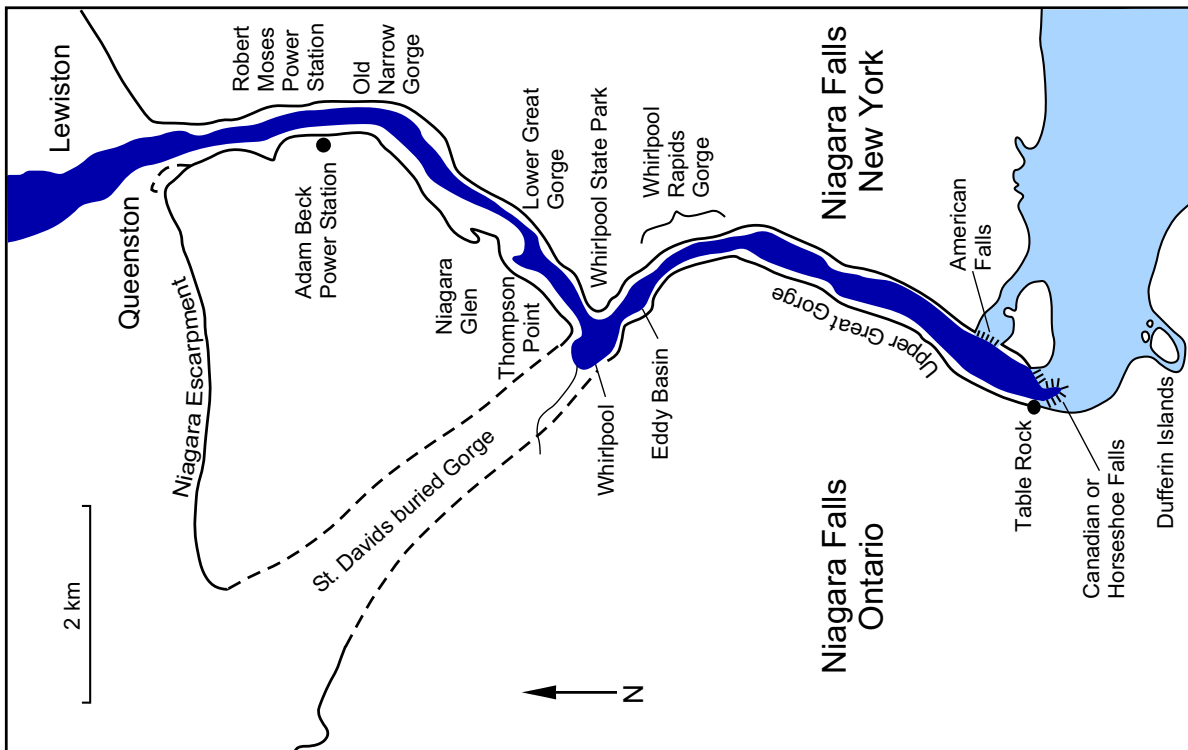 Lewiston
Robert
Moses
Power
Station
Old
Narrow
Gorge
Queenston
Adam Beck
Power Station
Niagara Escarpment
Niagara
Glen
Thompson
Point
Lower Great
Gorge
Whirlpool State Park
Whirlpool
Rapids
Gorge
St. Davids buried Gorge
Whirlpool
Eddy Basin
Upper Great Gorge
Niagara Falls
New York
American
Falls
Niagara Falls
Ontario
Table Rock
Canadian or
Horseshoe Falls
Dufferin Islands
2 km
N